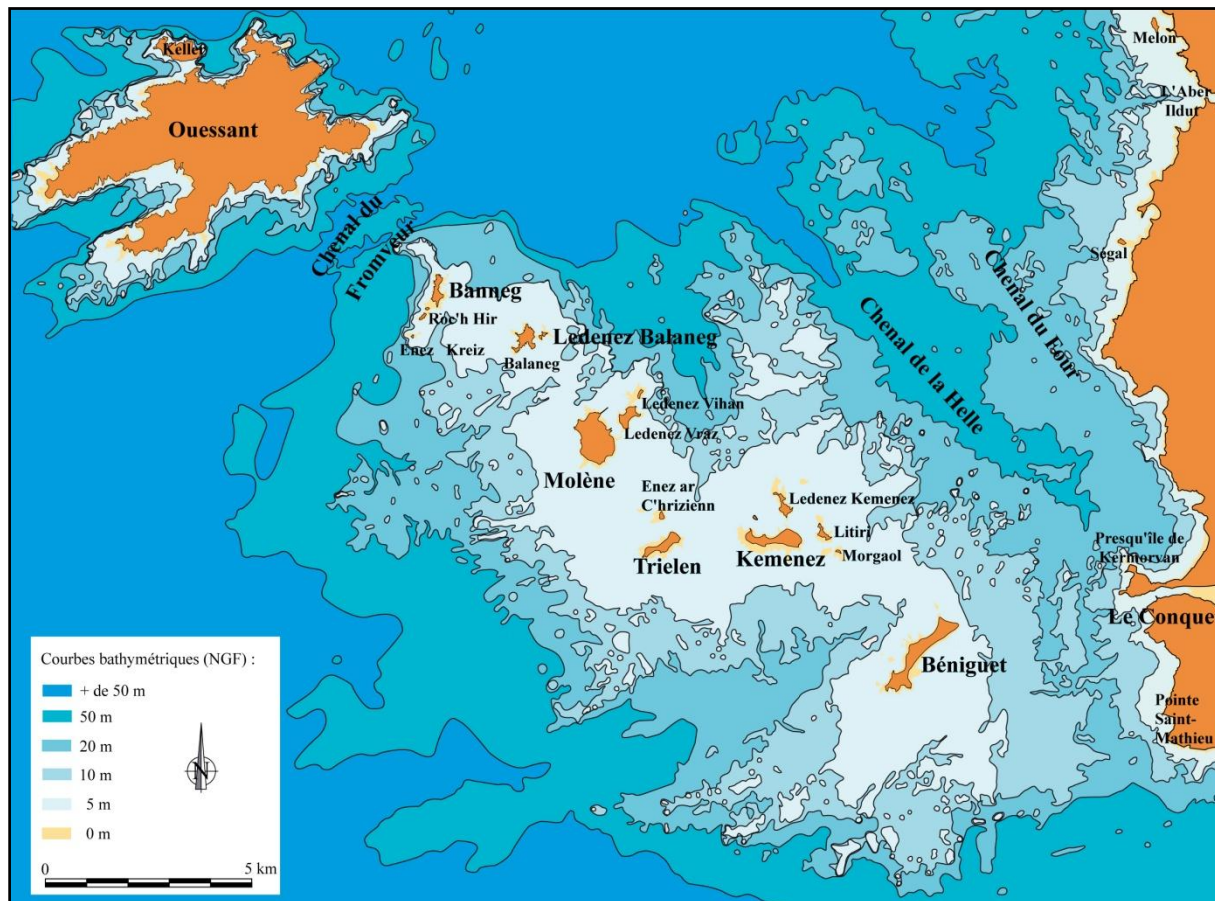 Keller
Ouessant
Melon
L'Aber
Ildut
Chenal du
Fromveur
Ségal
Banneg
Roc'h Hir
Enez Kreiz
Ledenez Balaneg
Balaneg
Chenal du Four
Chenal de la Helle
Ledenez Vihan
Ledenez Vraz
Molène
Enez ar
C'hrizienn
Ledenez Kemenez
Litiri
Trielen
Kemenez
Morgaol
Presqu'île de
Kermorvan
Le Conque
Béniguet
Pointe
Saint-
Mathieu
Courbes bathymétriques (NGF) :
+ de 50 m
50 m
20 m
10 m
5 m
0 m
N
0 5 km